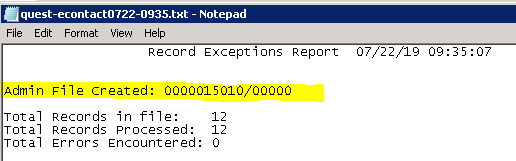 quest-econtact0722-0935.txt - Notepad
File Edit Format View Help
Record Exceptions Report 07/22/19 09:35:07
Admin File Created: 0000015010/00000
Total Records in file: 12
Total Records Processed: 12
Total Errors Encountered: 0